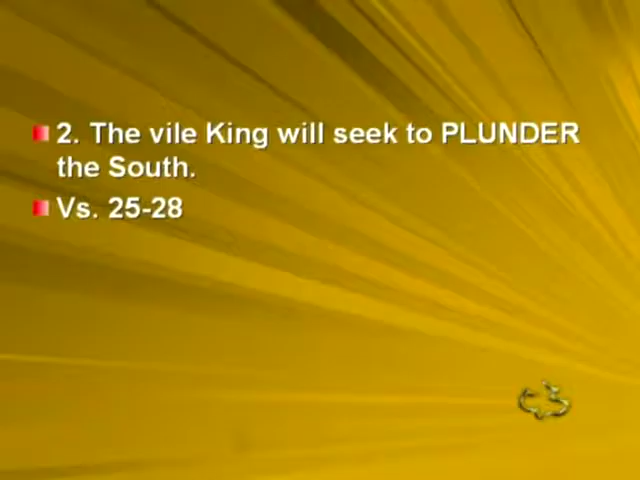 2. The vile King will seek to PLUNDER
the South.
Vs. 25-28